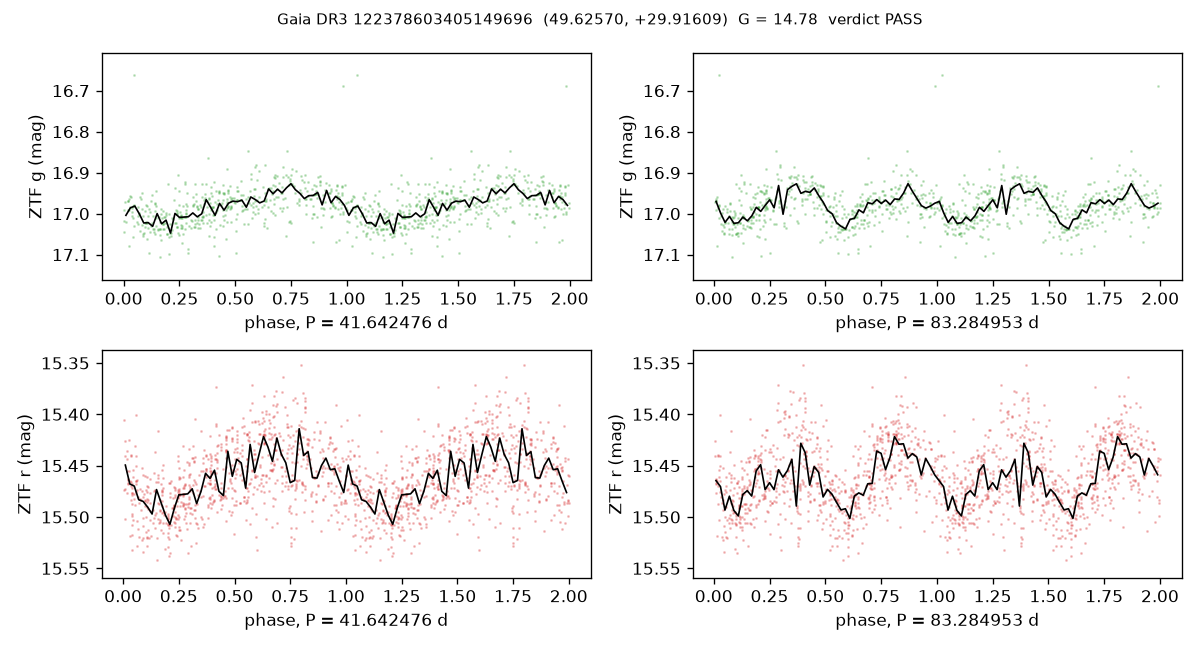 Gaia DR3 122378603405149696  (49.62570, +29.91609)  G = 14.78  verdict PASS
ZTF g (mag)
16.7
16.8
16.9
17.0
17.1
0.00 0.25 0.50 0.75 1.00 1.25 1.50 1.75 2.00
phase, P = 41.642476 d
ZTF g (mag)
16.7
16.8
16.9
17.0
17.1
0.00 0.25 0.50 0.75 1.00 1.25 1.50 1.75 2.00
phase, P = 83.284953 d
ZTF r (mag)
15.35
15.40
15.45
15.50
15.55
0.00 0.25 0.50 0.75 1.00 1.25 1.50 1.75 2.00
phase, P = 41.642476 d
ZTF r (mag)
15.35
15.40
15.45
15.50
15.55
0.00 0.25 0.50 0.75 1.00 1.25 1.50 1.75 2.00
phase, P = 83.284953 d